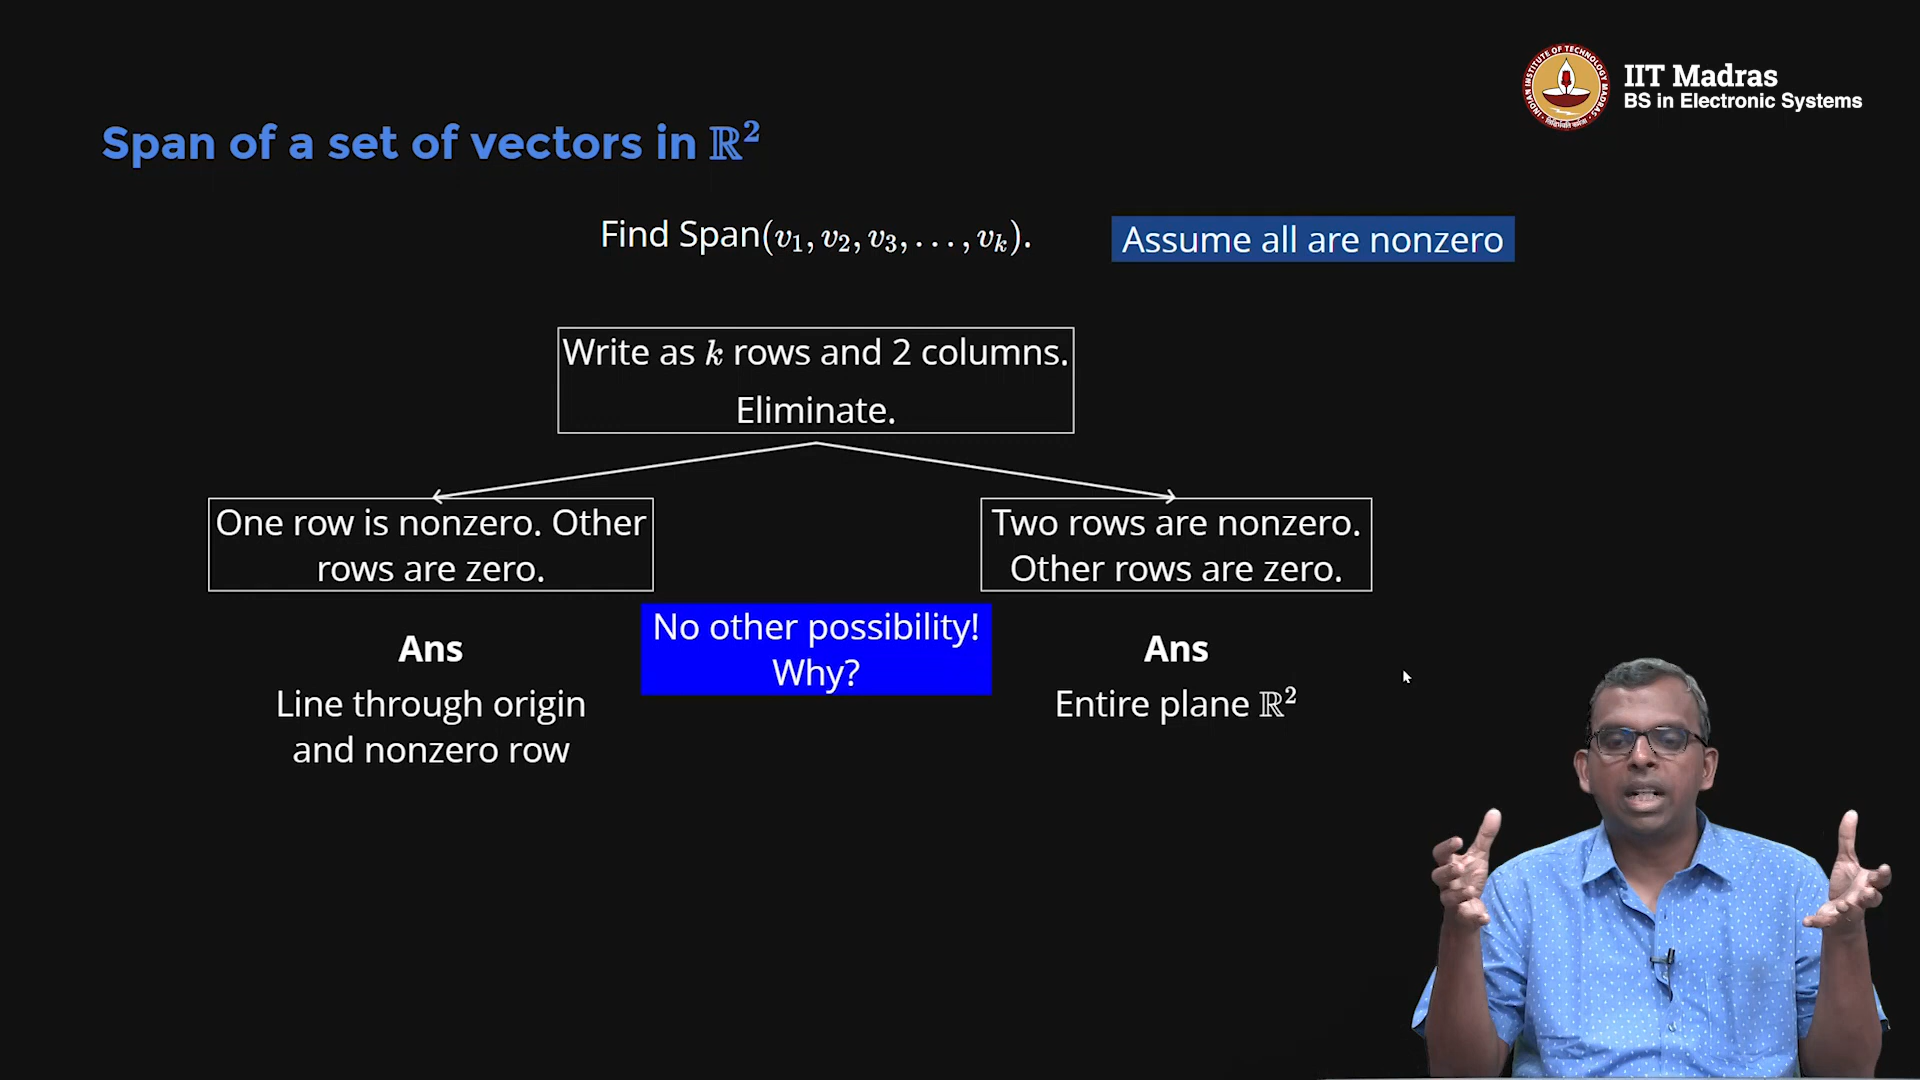 IIT Madras
BS in Electronic Systems
Span of a set of vectors in ℝ²
Find Span(v₁, v₂, v₃, …, vₖ).
Assume all are nonzero
Write as k rows and 2 columns.
Eliminate.
One row is nonzero. Other
rows are zero.
Two rows are nonzero.
Other rows are zero.
No other possibility!
Why?
Ans
Line through origin
and nonzero row
Ans
Entire plane ℝ²